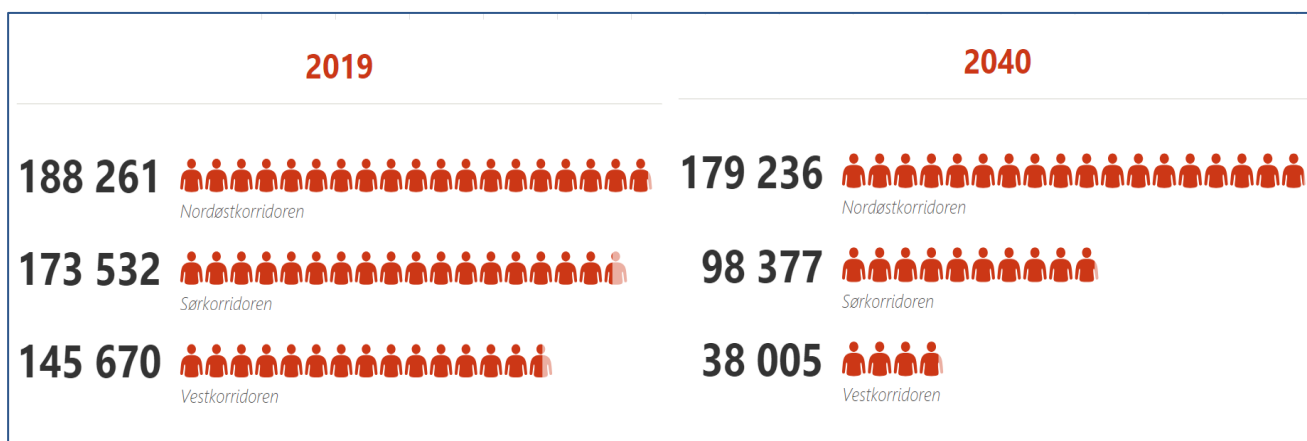 2019
188 261
Nordøstkorridoren
173 532
Sørkorridoren
145 670
Vestkorridoren
2040
179 236
Nordøstkorridoren
98 377
Sørkorridoren
38 005
Vestkorridoren